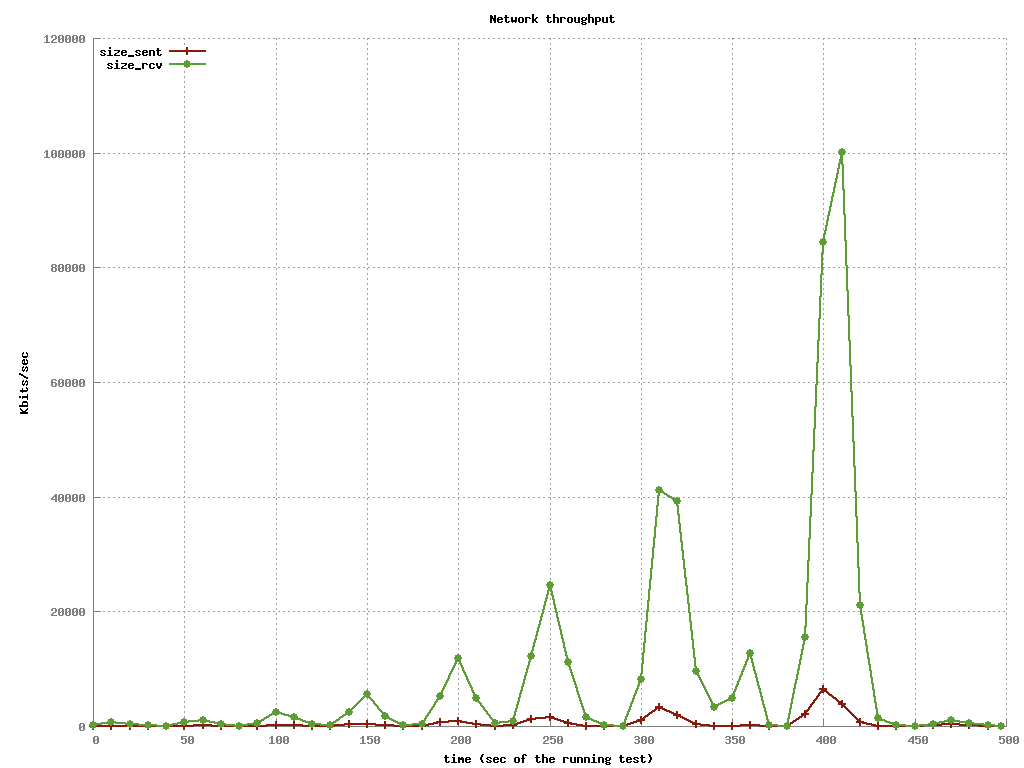 Network throughput
size_sent
size_rcv
120000
100000
80000
60000
40000
20000
0
Kbits/sec
0 50 100 150 200 250 300 350 400 450 500
time (sec of the running test)